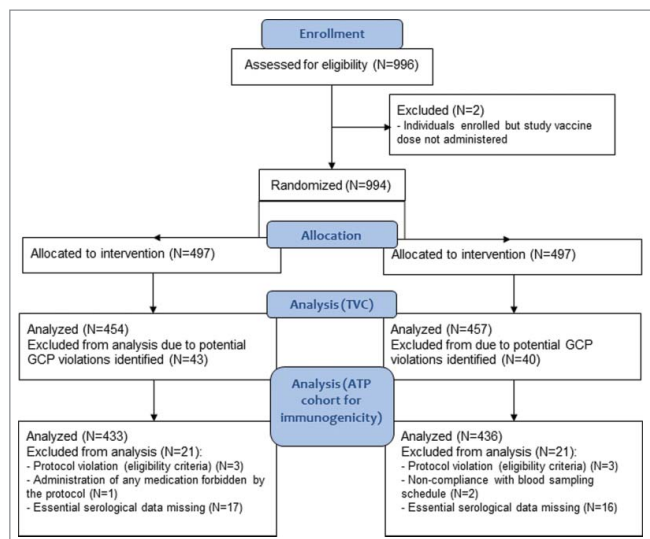 Enrollment
Assessed for eligibility (N=996)
Excluded (N=2)
- Individuals enrolled but study vaccine
dose not administered
Randomized (N=994)
Allocation
Allocated to intervention (N=497)
Allocated to intervention (N=497)
Analysis (TVC)
Analyzed (N=454)
Excluded from analysis due to potential
GCP violations identified (N=43)
Analyzed (N=457)
Excluded from due to potential GCP
violations identified (N=40)
Analysis (ATP
cohort for
immunogenicity)
Analyzed (N=433)
Excluded from analysis (N=21):
- Protocol violation (eligibility criteria) (N=3)
- Administration of any medication forbidden by
the protocol (N=1)
- Essential serological data missing (N=17)
Analyzed (N=436)
Excluded from analysis (N=21):
- Protocol violation (eligibility criteria) (N=3)
- Non-compliance with blood sampling
schedule (N=2)
- Essential serological data missing (N=16)